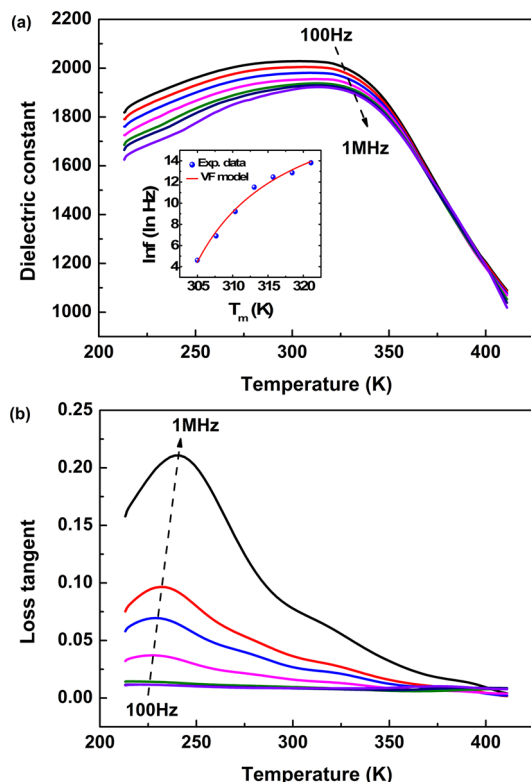 (a)
100Hz
1MHz
Dielectric constant
2200
2000
1800
1600
1400
1200
1000
200
250
300
350
400
Temperature (K)
Exp. data
VF model
lnf (ln Hz)
14
12
10
8
6
4
305
310
315
320
Tm (K)
(b)
1MHz
100Hz
Loss tangent
0.25
0.20
0.15
0.10
0.05
0.00
200
250
300
350
400
Temperature (K)